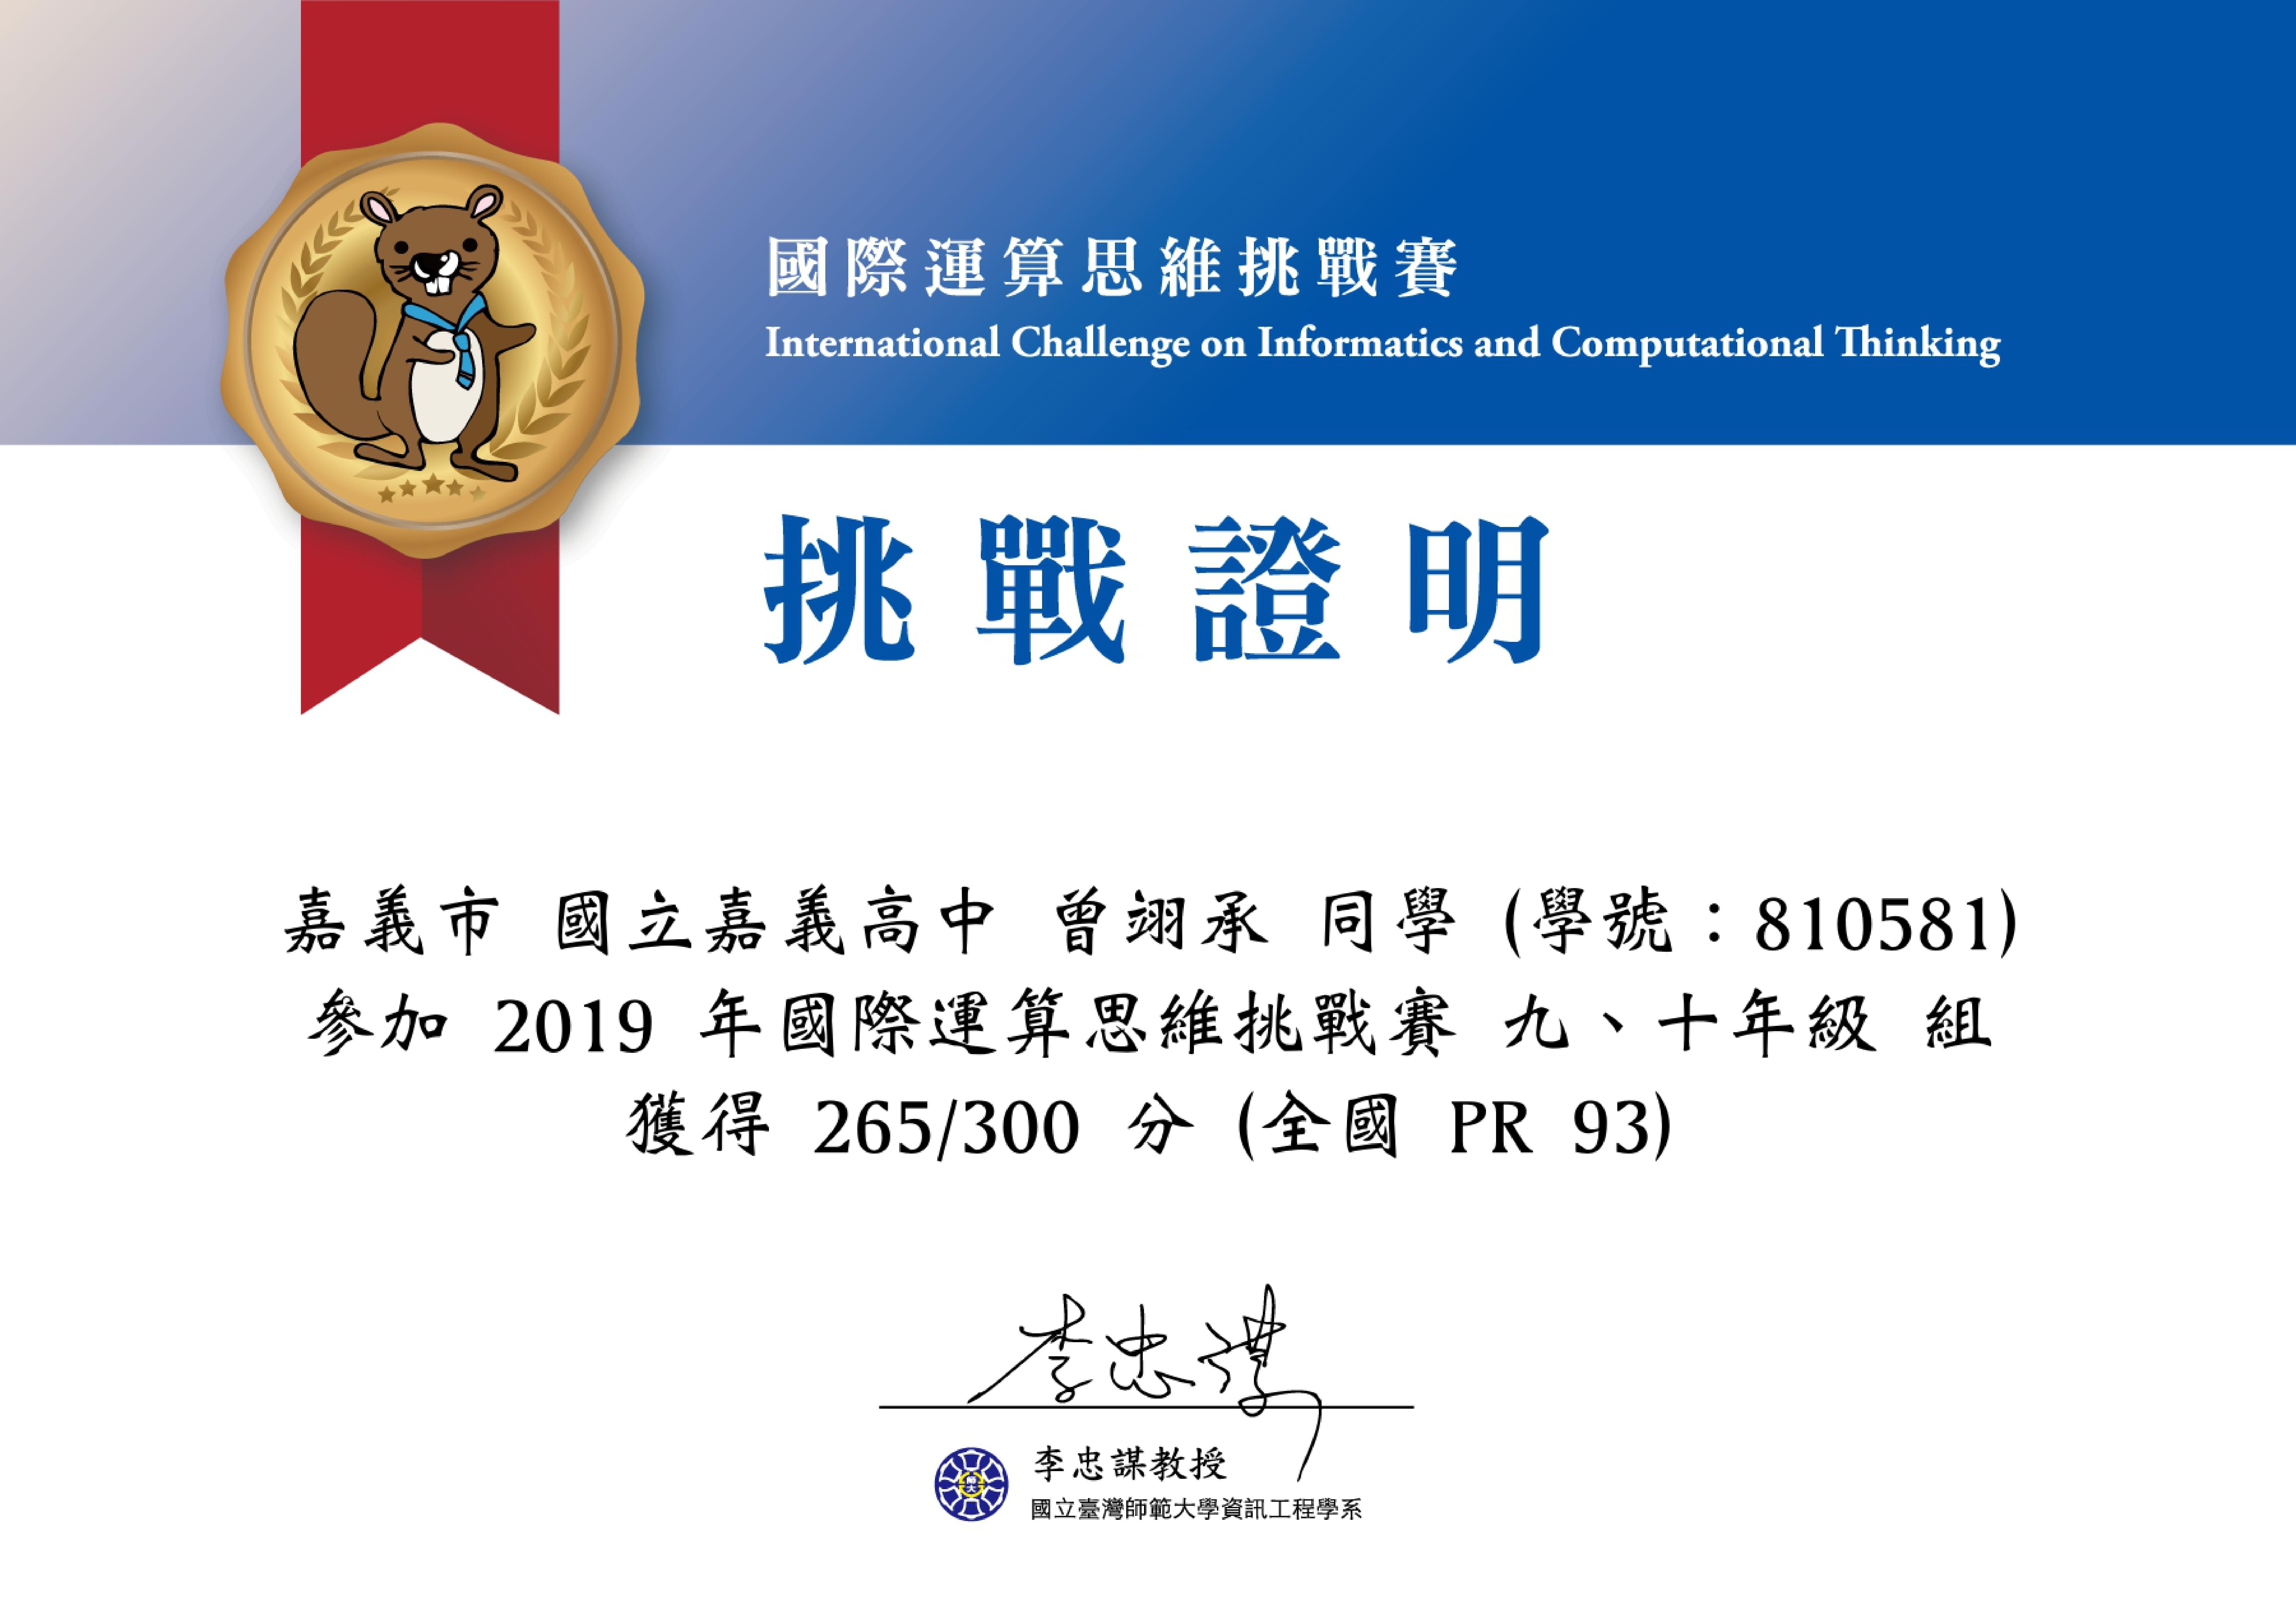 國際運算思維挑戰賽
International Challenge on Informatics and Computational Thinking
挑戰證明
嘉義市 國立嘉義高中 曾翊承 同學 (學號：810581)
參加 2019 年國際運算思維挑戰賽 九、十年級 組
獲得 265/300 分 (全國 PR 93)
李忠謀
李忠謀教授
國立臺灣師範大學資訊工程學系
師大